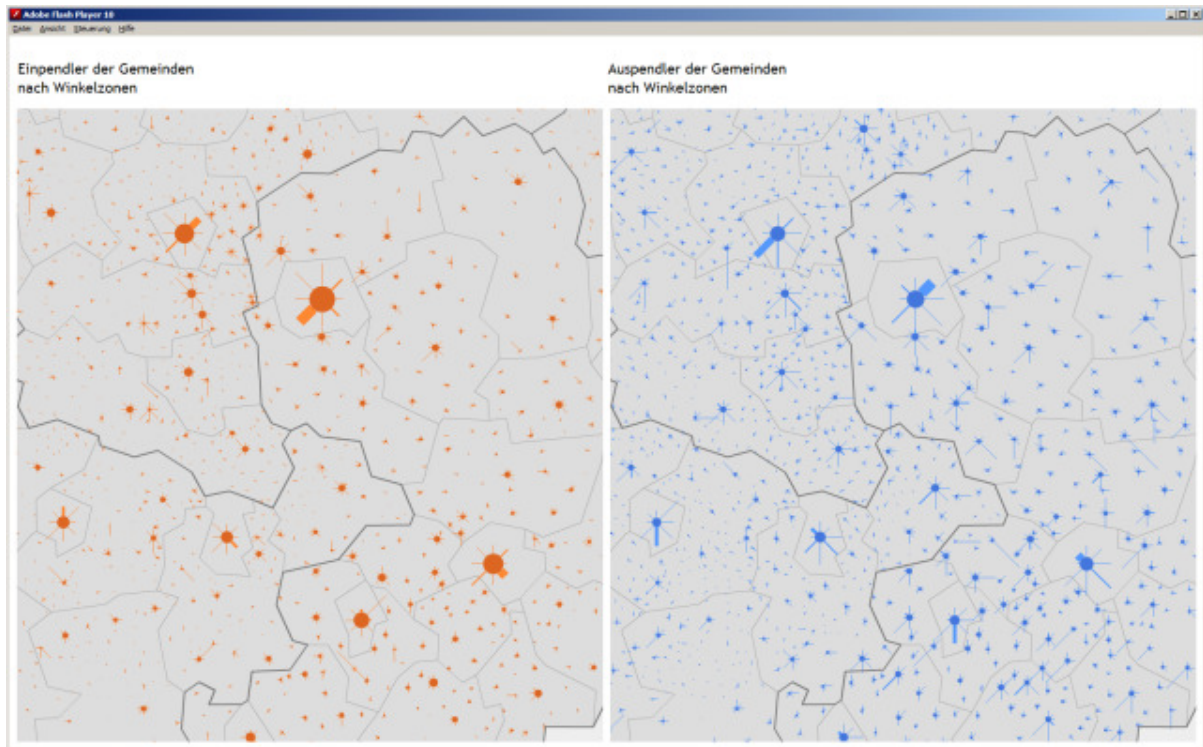 Adobe Flash Player 10
Datei Ansicht Steuerung Hilfe
Einpendler der Gemeinden
nach Winkelzonen
Auspendler der Gemeinden
nach Winkelzonen